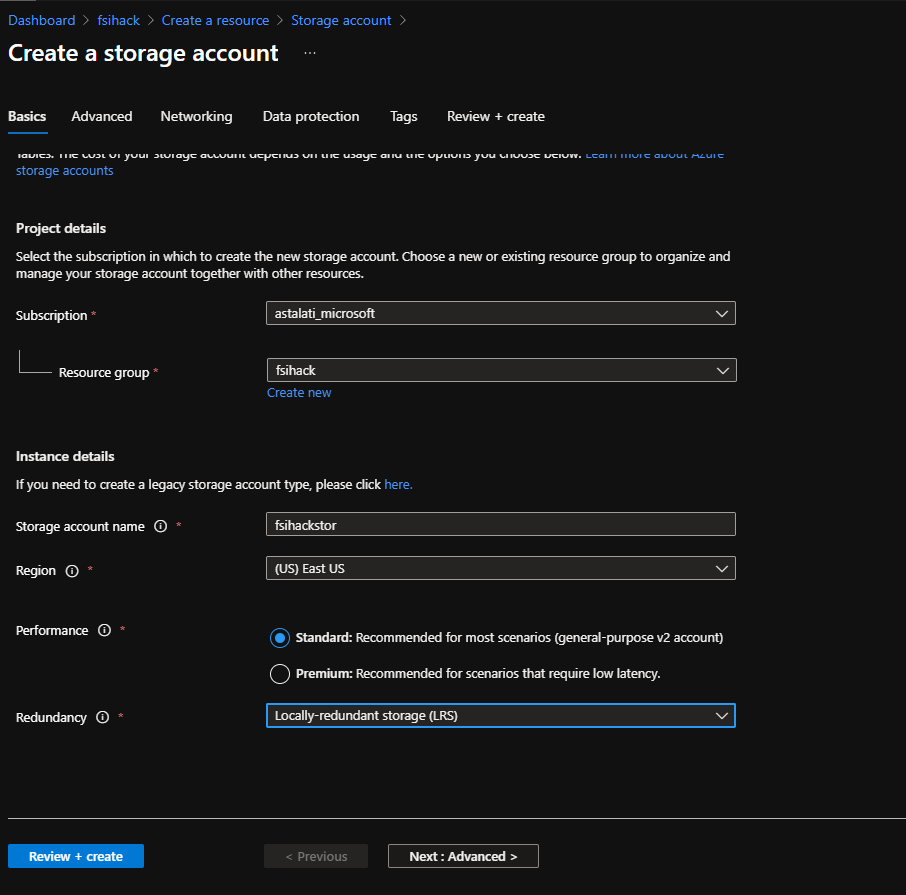 Dashboard > fsihack > Create a resource > Storage account >
Create a storage account ...
Basics Advanced Networking Data protection Tags Review + create
Tables. The cost of your storage account depends on the usage and the options you choose below. Learn more about Azure
storage accounts
Project details
Select the subscription in which to create the new storage account. Choose a new or existing resource group to organize and
manage your storage account together with other resources.
Subscription * astalati_microsoft
Resource group * fsihack
Create new
Instance details
If you need to create a legacy storage account type, please click here.
Storage account name * fsihackstor
Region * (US) East US
Performance * Standard: Recommended for most scenarios (general-purpose v2 account)
Premium: Recommended for scenarios that require low latency.
Redundancy * Locally-redundant storage (LRS)
Review + create < Previous Next : Advanced >